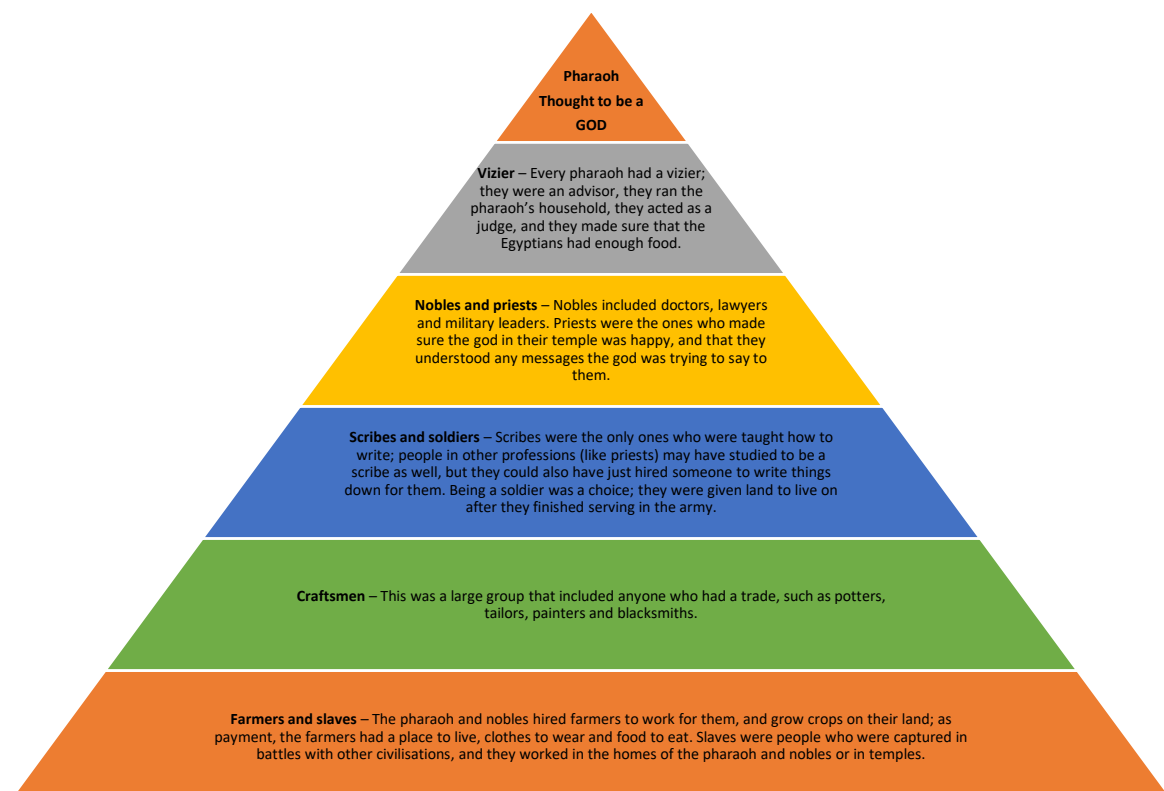 Pharaoh
Thought to be a
GOD
Vizier – Every pharaoh had a vizier;
they were an advisor, they ran the
pharaoh's household, they acted as a
judge, and they made sure that the
Egyptians had enough food.
Nobles and priests – Nobles included doctors, lawyers
and military leaders. Priests were the ones who made
sure the god in their temple was happy, and that they
understood any messages the god was trying to say to
them.
Scribes and soldiers – Scribes were the only ones who were taught how to
write; people in other professions (like priests) may have studied to be a
scribe as well, but they could also have just hired someone to write things
down for them. Being a soldier was a choice; they were given land to live on
after they finished serving in the army.
Craftsmen – This was a large group that included anyone who had a trade, such as potters,
tailors, painters and blacksmiths.
Farmers and slaves – The pharaoh and nobles hired farmers to work for them, and grow crops on their land; as
payment, the farmers had a place to live, clothes to wear and food to eat. Slaves were people who were captured in
battles with other civilisations, and they worked in the homes of the pharaoh and nobles or in temples.